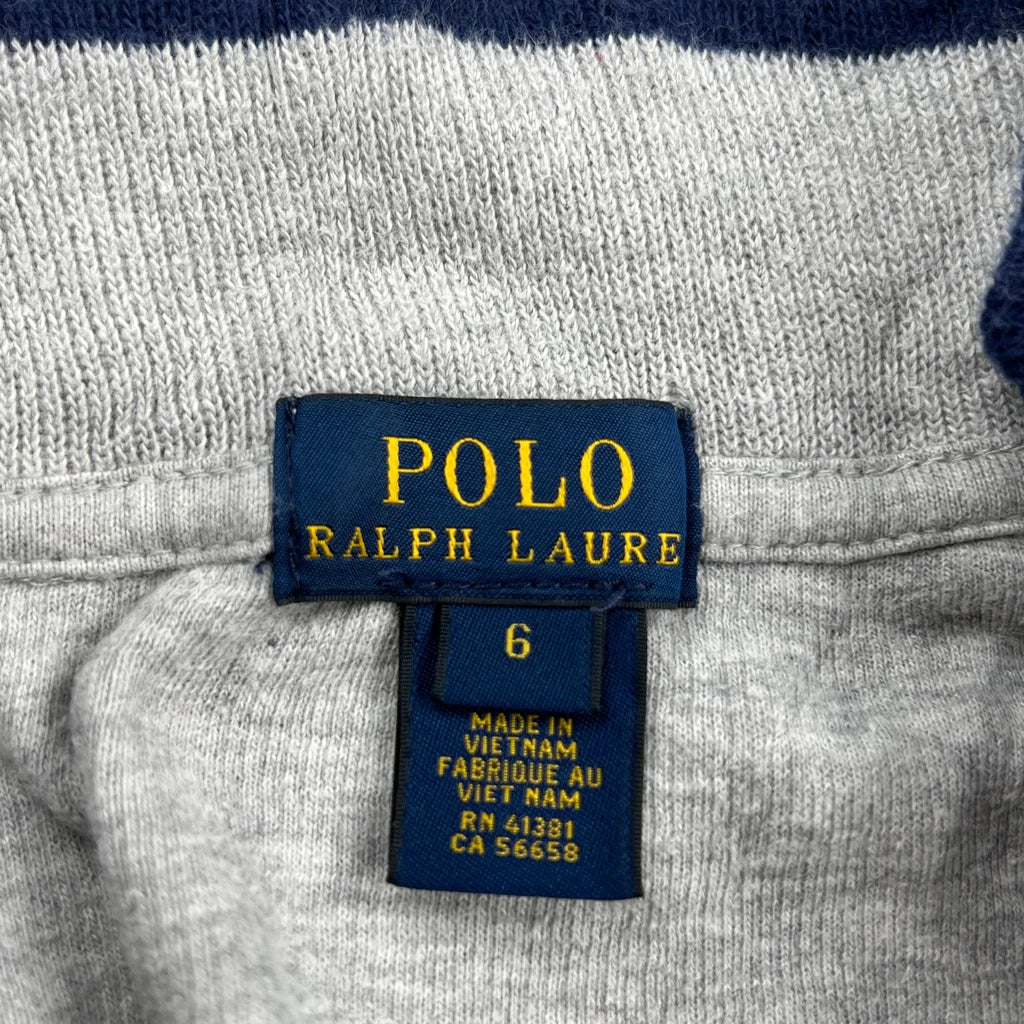 POLO
RALPH LAURE
6
MADE IN
VIETNAM
FABRIQUE AU
VIET NAM
RN 41381
CA 56658